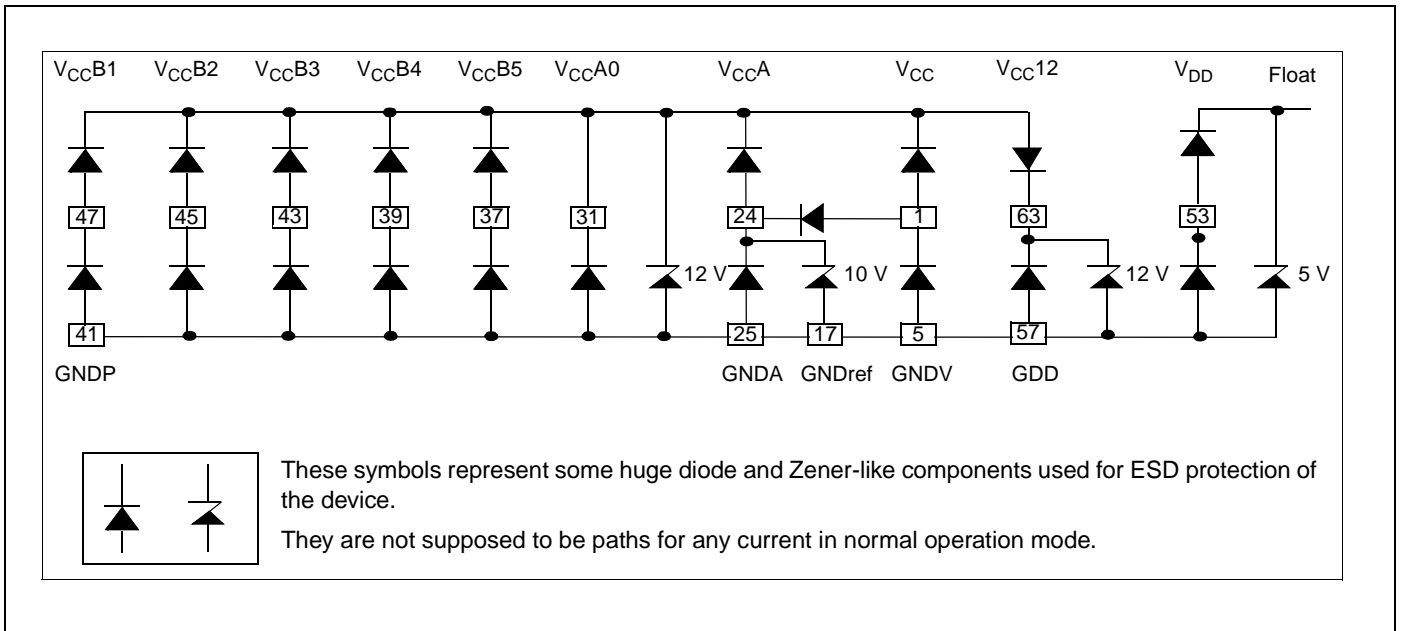 VCCB1 VCCB2 VCCB3 VCCB4 VCCB5 VCCA0 VCCA VCC VCC12 VDD Float
47 45 43 39 37 31 24 1 63 53
12 V 10 V 12 V 5 V
41 25 17 5 57
GNDP GNDA GNDref GNDV GDD
These symbols represent some huge diode and Zener-like components used for ESD protection of
the device.
They are not supposed to be paths for any current in normal operation mode.